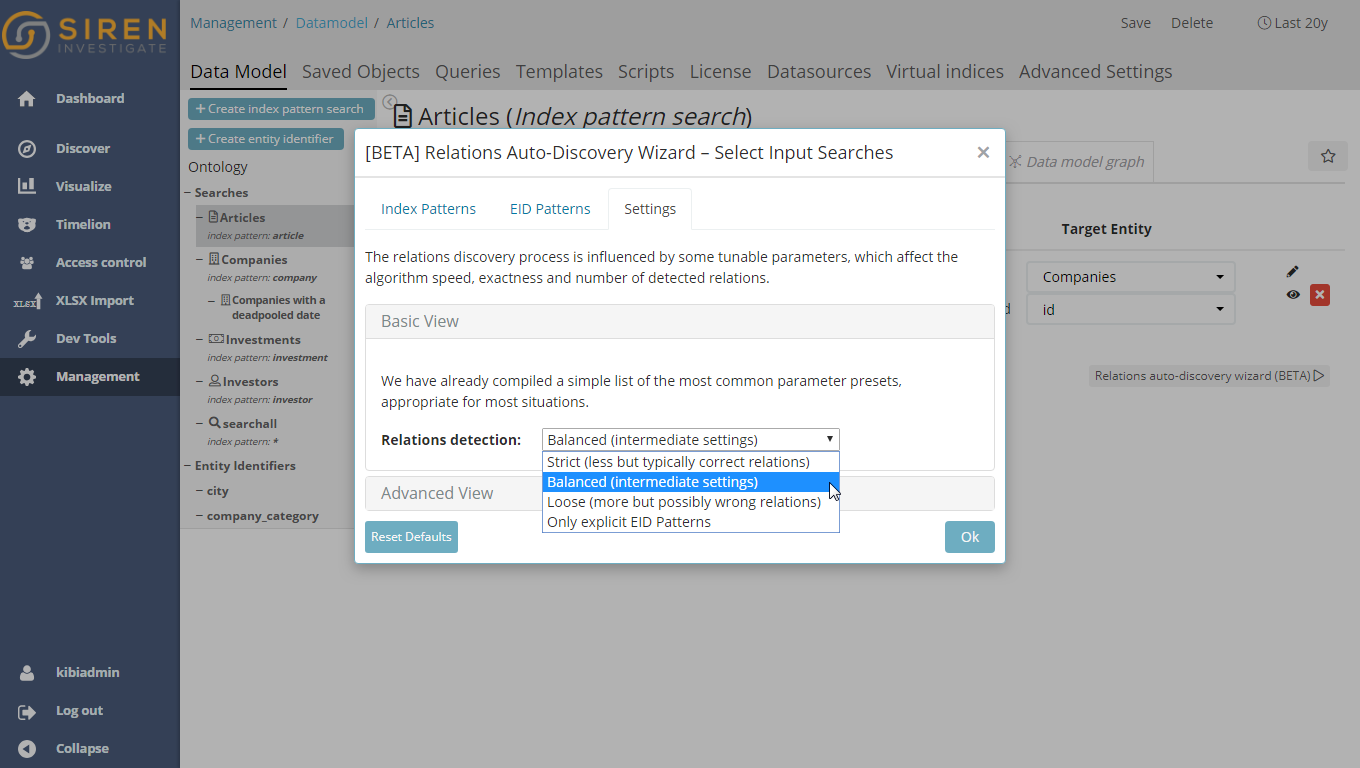 SIREN
INVESTIGATE
Dashboard
Discover
Visualize
Timelion
Access control
XLSX XLSX Import
Dev Tools
Management
kibiadmin
Log out
Collapse
Management / Datamodel / Articles
Save Delete Last 20y
Data Model Saved Objects Queries Templates Scripts License Datasources Virtual indices Advanced Settings
+ Create index pattern search
+ Create entity identifier
Ontology
− Searches
− Articles
index pattern: article
− Companies
index pattern: company
− Companies with a
deadpooled date
− Investments
index pattern: investment
− Investors
index pattern: investor
− searchall
index pattern: *
− Entity Identifiers
− city
− company_category
Articles (Index pattern search)
Data model graph
Target Entity
Companies
d id
Relations auto-discovery wizard (BETA)
[BETA] Relations Auto-Discovery Wizard – Select Input Searches ×
Index Patterns EID Patterns Settings
The relations discovery process is influenced by some tunable parameters, which affect the
algorithm speed, exactness and number of detected relations.
Basic View
We have already compiled a simple list of the most common parameter presets,
appropriate for most situations.
Relations detection: Balanced (intermediate settings)
Strict (less but typically correct relations)
Balanced (intermediate settings)
Loose (more but possibly wrong relations)
Only explicit EID Patterns
Advanced View
Reset Defaults Ok